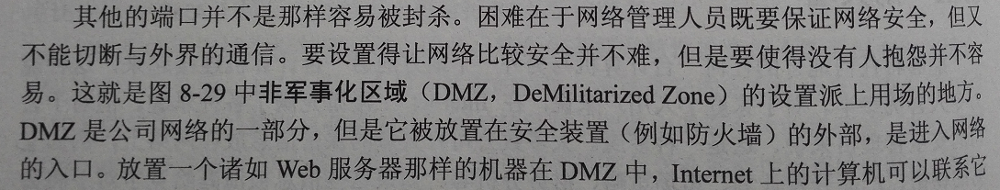 其他的端口并不是那样容易被封杀。困难在于网络管理人员既要保证网络安全,但又
不能切断与外界的通信。要设置得让网络比较安全并不难，但是要使得没有人抱怨并不容
易。这就是图 8-29 中非军事化区域（DMZ，DeMilitarized Zone）的设置派上用场的地方。
DMZ 是公司网络的一部分，但是它被放置在安全装置（例如防火墙）的外部，是进入网络
的入口。放置一个诸如 Web 服务器那样的机器在 DMZ 中，Internet 上的计算机可以联系它